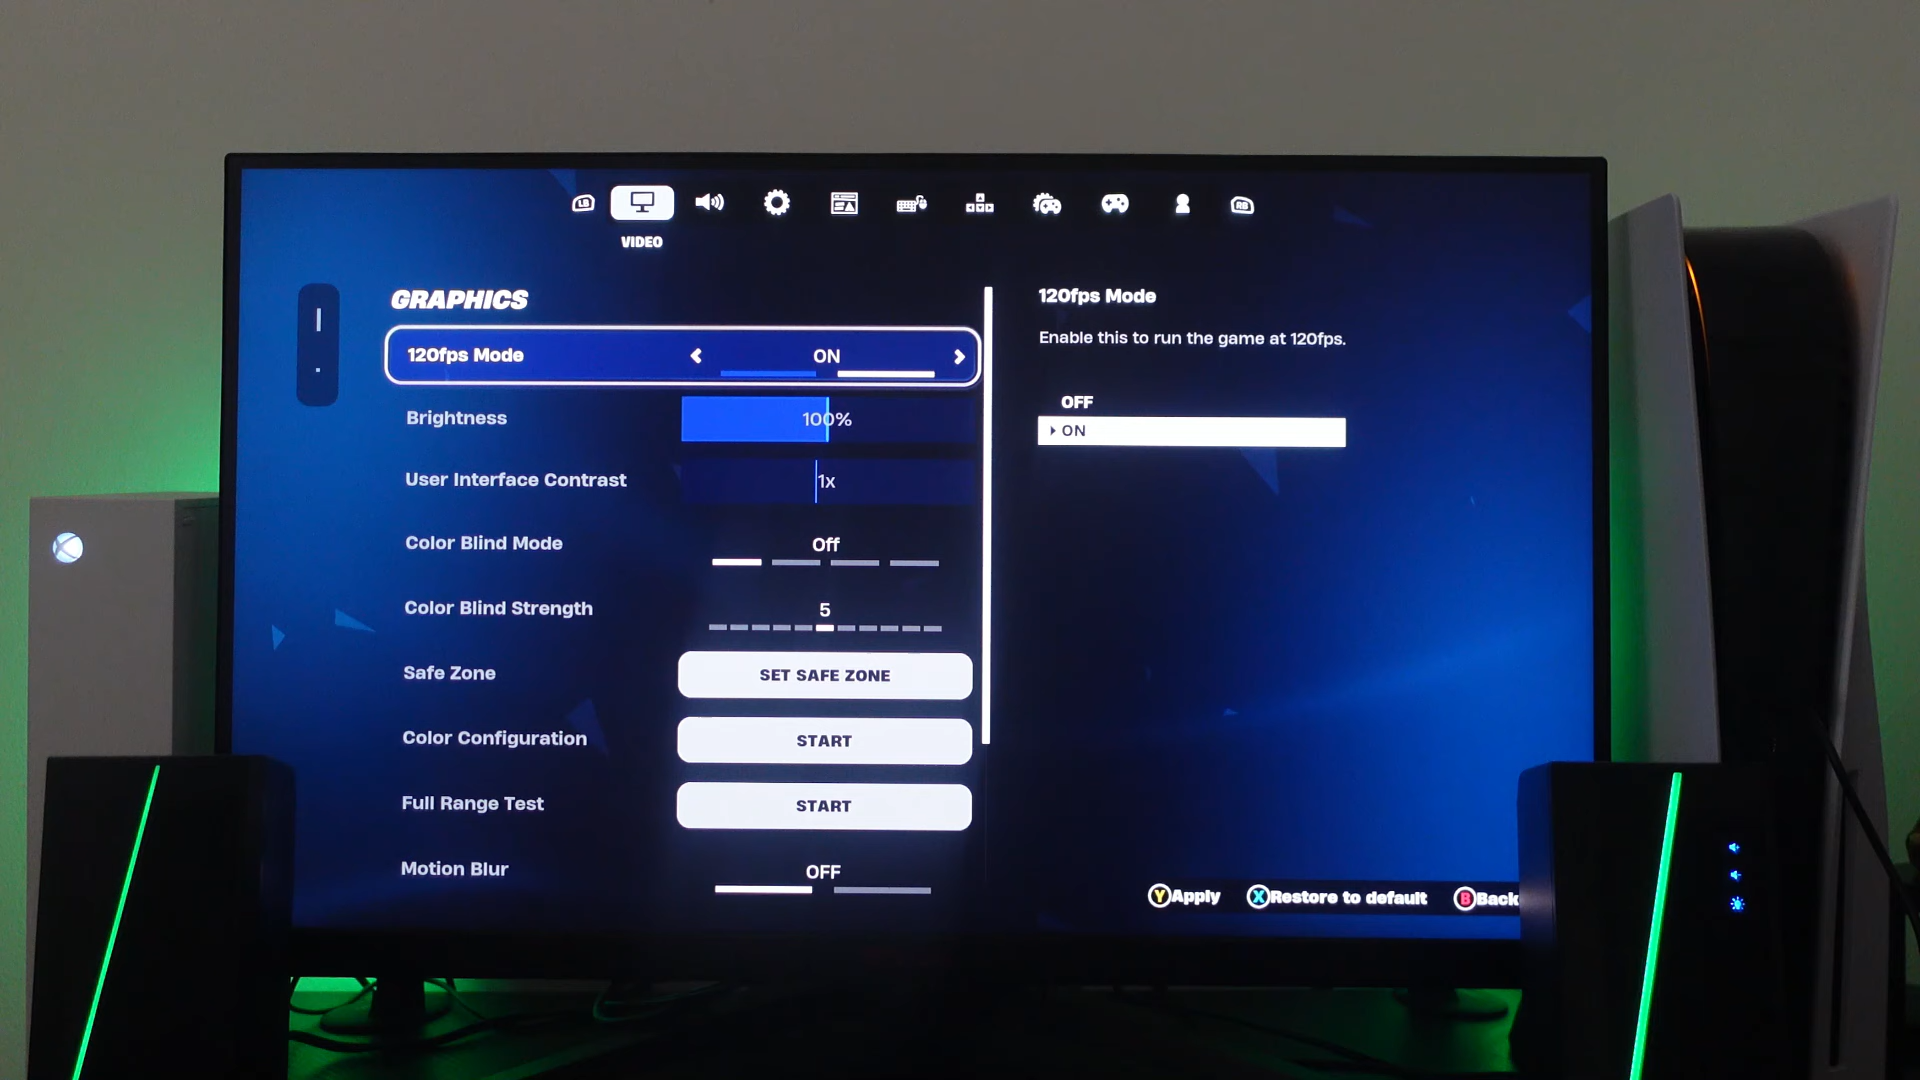 LB
RB
VIDEO
GRAPHICS
120fps Mode
ON
Brightness
100%
User Interface Contrast
1x
Color Blind Mode
Off
Color Blind Strength
5
Safe Zone
SET SAFE ZONE
Color Configuration
START
Full Range Test
START
Motion Blur
OFF
120fps Mode
Enable this to run the game at 120fps.
OFF
ON
Y Apply
X Restore to default
B Back